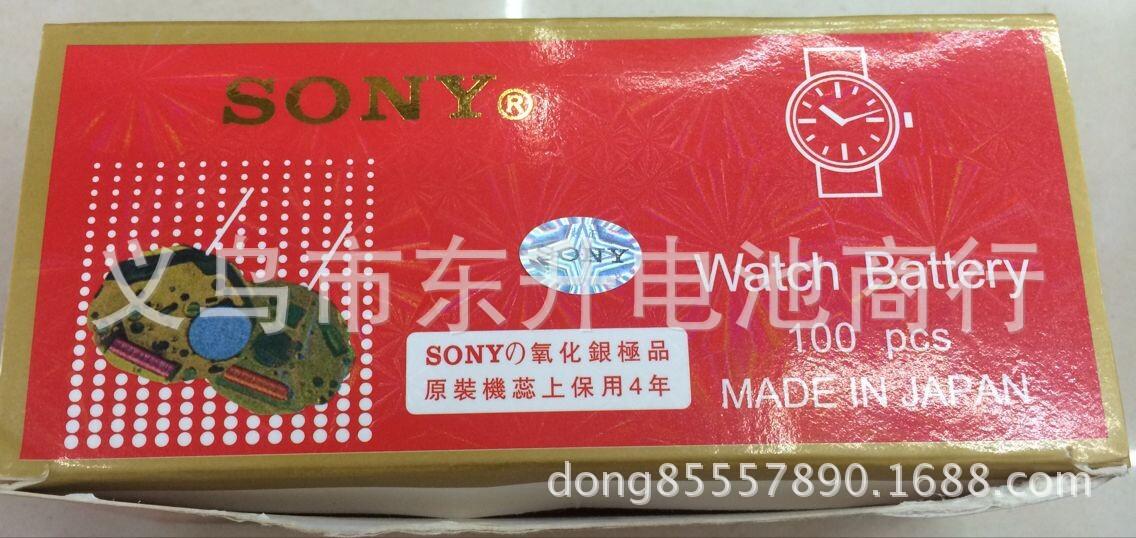 SONY®
SONY
义乌市东升电池商行
Watch Battery
100 pcs
SONYの氧化銀極品
原裝機蕊上保用4年
MADE IN JAPAN
dong85557890.1688.com